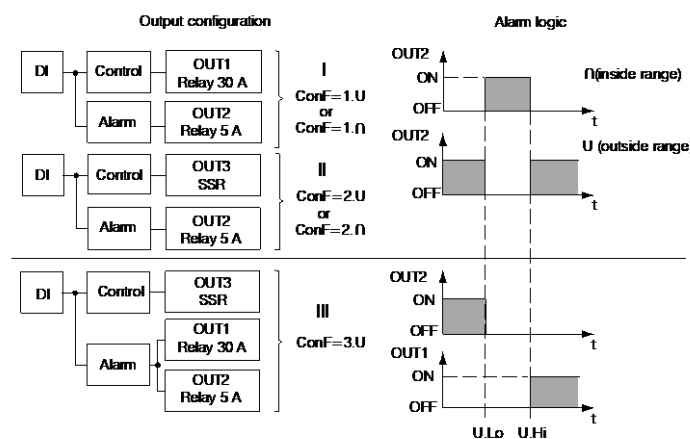 Output configuration
Alarm logic
DI
Control
OUT1
Relay 30 A
Alarm
OUT2
Relay 5 A
I
ConF=1.U
or
ConF=1.Ո
OUT2
ON
OFF
t
Ո(inside range)
DI
Control
OUT3
SSR
Alarm
OUT2
Relay 5 A
II
ConF=2.U
or
ConF=2.Ո
OUT2
ON
OFF
t
U (outside range
DI
Control
OUT3
SSR
Alarm
OUT1
Relay 30 A
OUT2
Relay 5 A
III
ConF=3.U
OUT2
ON
OFF
t
OUT1
ON
OFF
t
U.Lo U.Hi